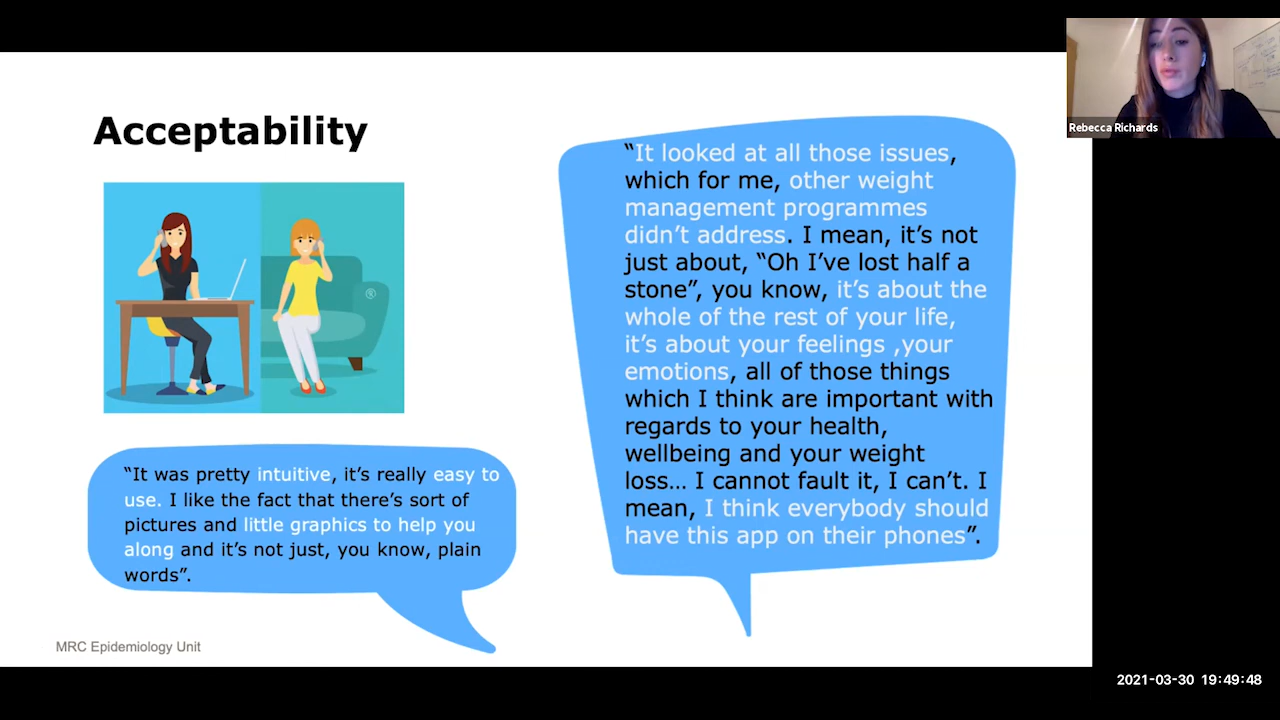 Rebecca Richards
Acceptability
“It looked at all those issues,
which for me, other weight
management programmes
didn’t address. I mean, it’s not
just about, “Oh I’ve lost half a
stone”, you know, it’s about the
whole of the rest of your life,
it’s about your feelings ,your
emotions, all of those things
which I think are important with
regards to your health,
wellbeing and your weight
loss… I cannot fault it, I can’t. I
mean, I think everybody should
have this app on their phones”.
“It was pretty intuitive, it’s really easy to
use. I like the fact that there’s sort of
pictures and little graphics to help you
along and it’s not just, you know, plain
words”.
MRC Epidemiology Unit
2021-03-30 19:49:48